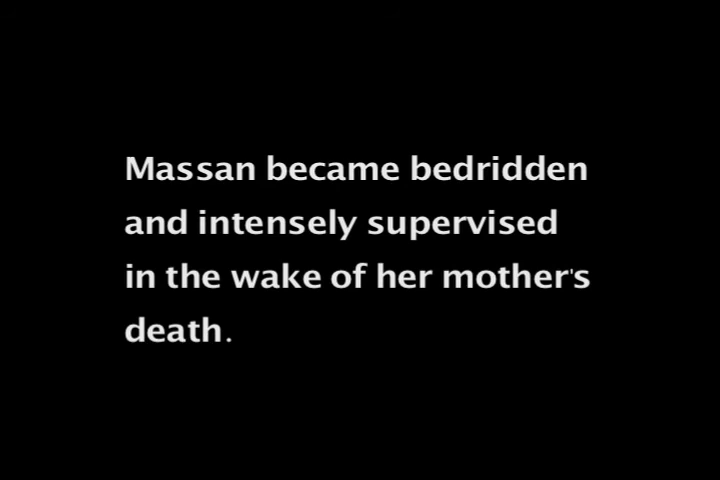 Massan became bedridden
and intensely supervised
in the wake of her mother's
death.